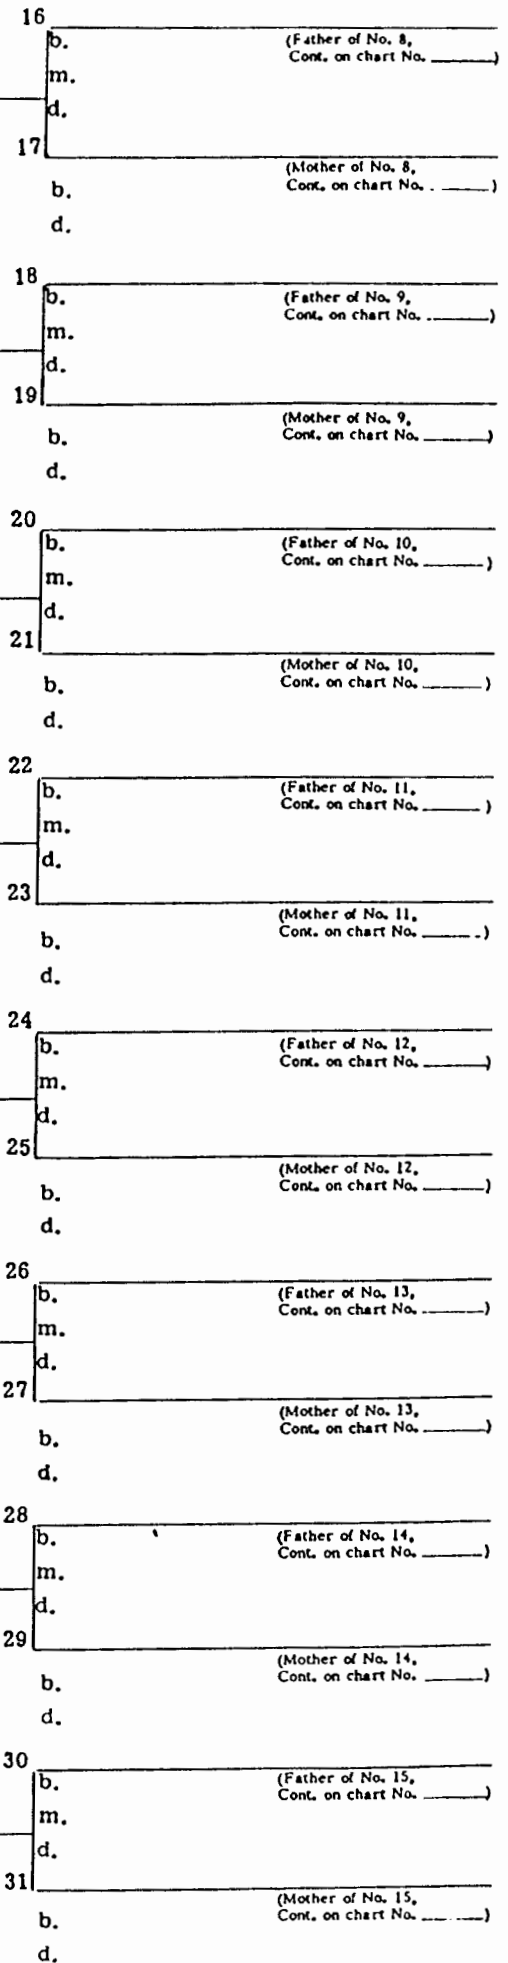 16
b. (Father of No. 8,
Cont. on chart No. ______)
m.
d.
17
(Mother of No. 8,
b. Cont. on chart No. ______)
d.
18
b. (Father of No. 9,
Cont. on chart No. ______)
m.
d.
19
(Mother of No. 9,
b. Cont. on chart No. ______)
d.
20
b. (Father of No. 10,
Cont. on chart No. ______)
m.
d.
21
(Mother of No. 10,
b. Cont. on chart No. ______)
d.
22
b. (Father of No. 11,
Cont. on chart No. ______)
m.
d.
23
(Mother of No. 11,
b. Cont. on chart No. ______)
d.
24
b. (Father of No. 12,
Cont. on chart No. ______)
m.
d.
25
(Mother of No. 12,
b. Cont. on chart No. ______)
d.
26
b. (Father of No. 13,
Cont. on chart No. ______)
m.
d.
27
(Mother of No. 13,
b. Cont. on chart No. ______)
d.
28
b. (Father of No. 14,
Cont. on chart No. ______)
m.
d.
29
(Mother of No. 14,
b. Cont. on chart No. ______)
d.
30
b. (Father of No. 15,
Cont. on chart No. ______)
m.
d.
31
(Mother of No. 15,
b. Cont. on chart No. ______)
d.